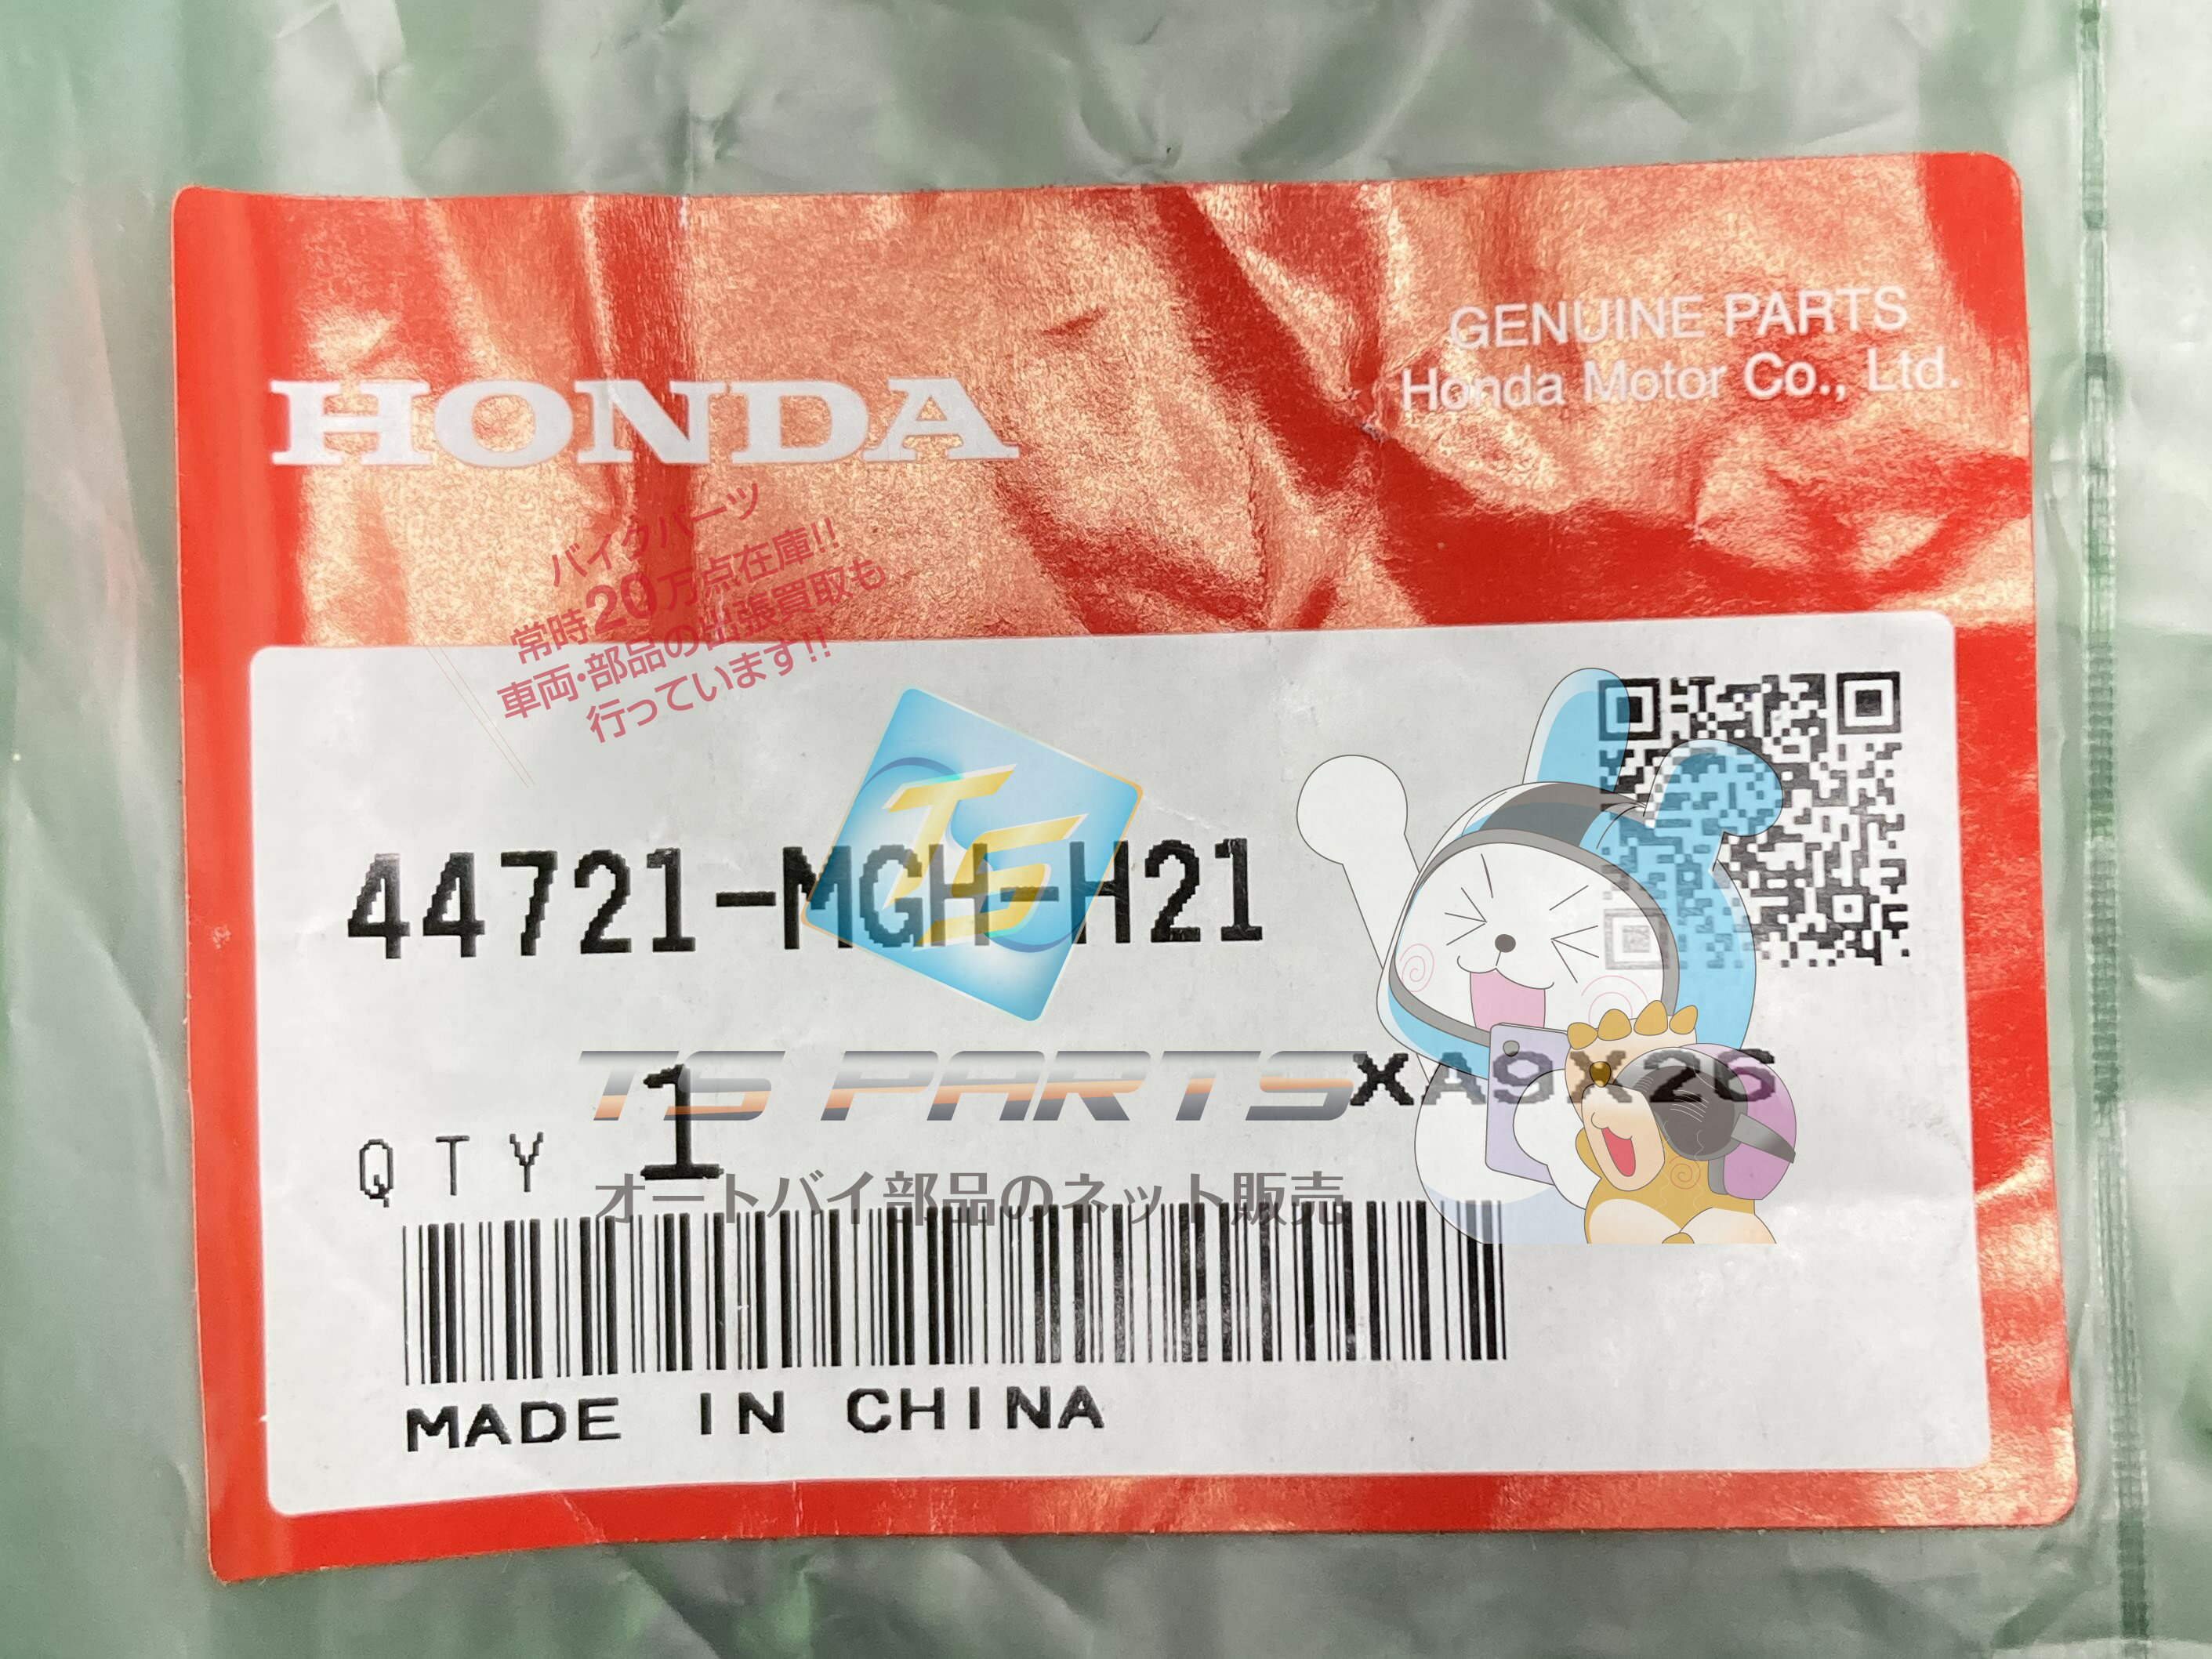 HONDA
GENUINE PARTS
Honda Motor Co., Ltd.
バイクパーツ
常時20万点在庫!!
車両・部品の出張買取も
行っています!!
TS
44721-MGH-H21
TS PARTS
XA9X26
QTY 1
オートバイ部品のネット販売
MADE IN CHINA